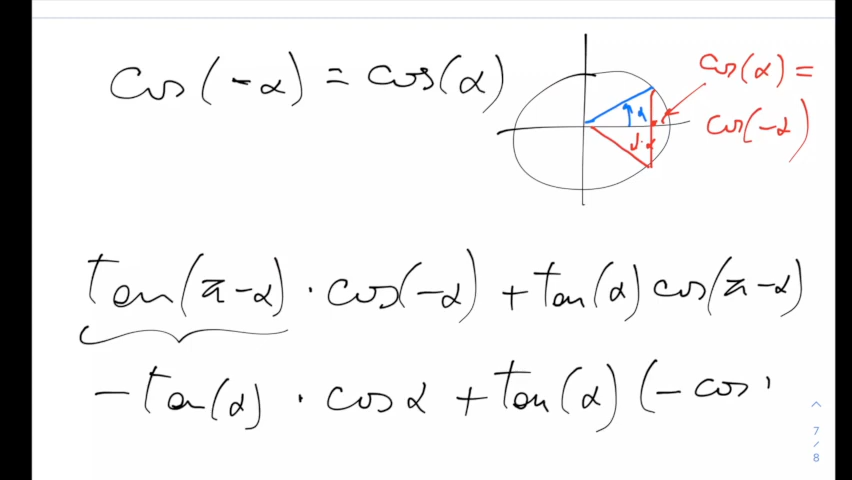 cos(-α) = cos(α)
α
-α
cos(α) =
cos(-α)
tan(π-α) · cos(-α) + tan(α) cos(π-α)
-tan(α) · cos α + tan(α) (-cos
7
/
8